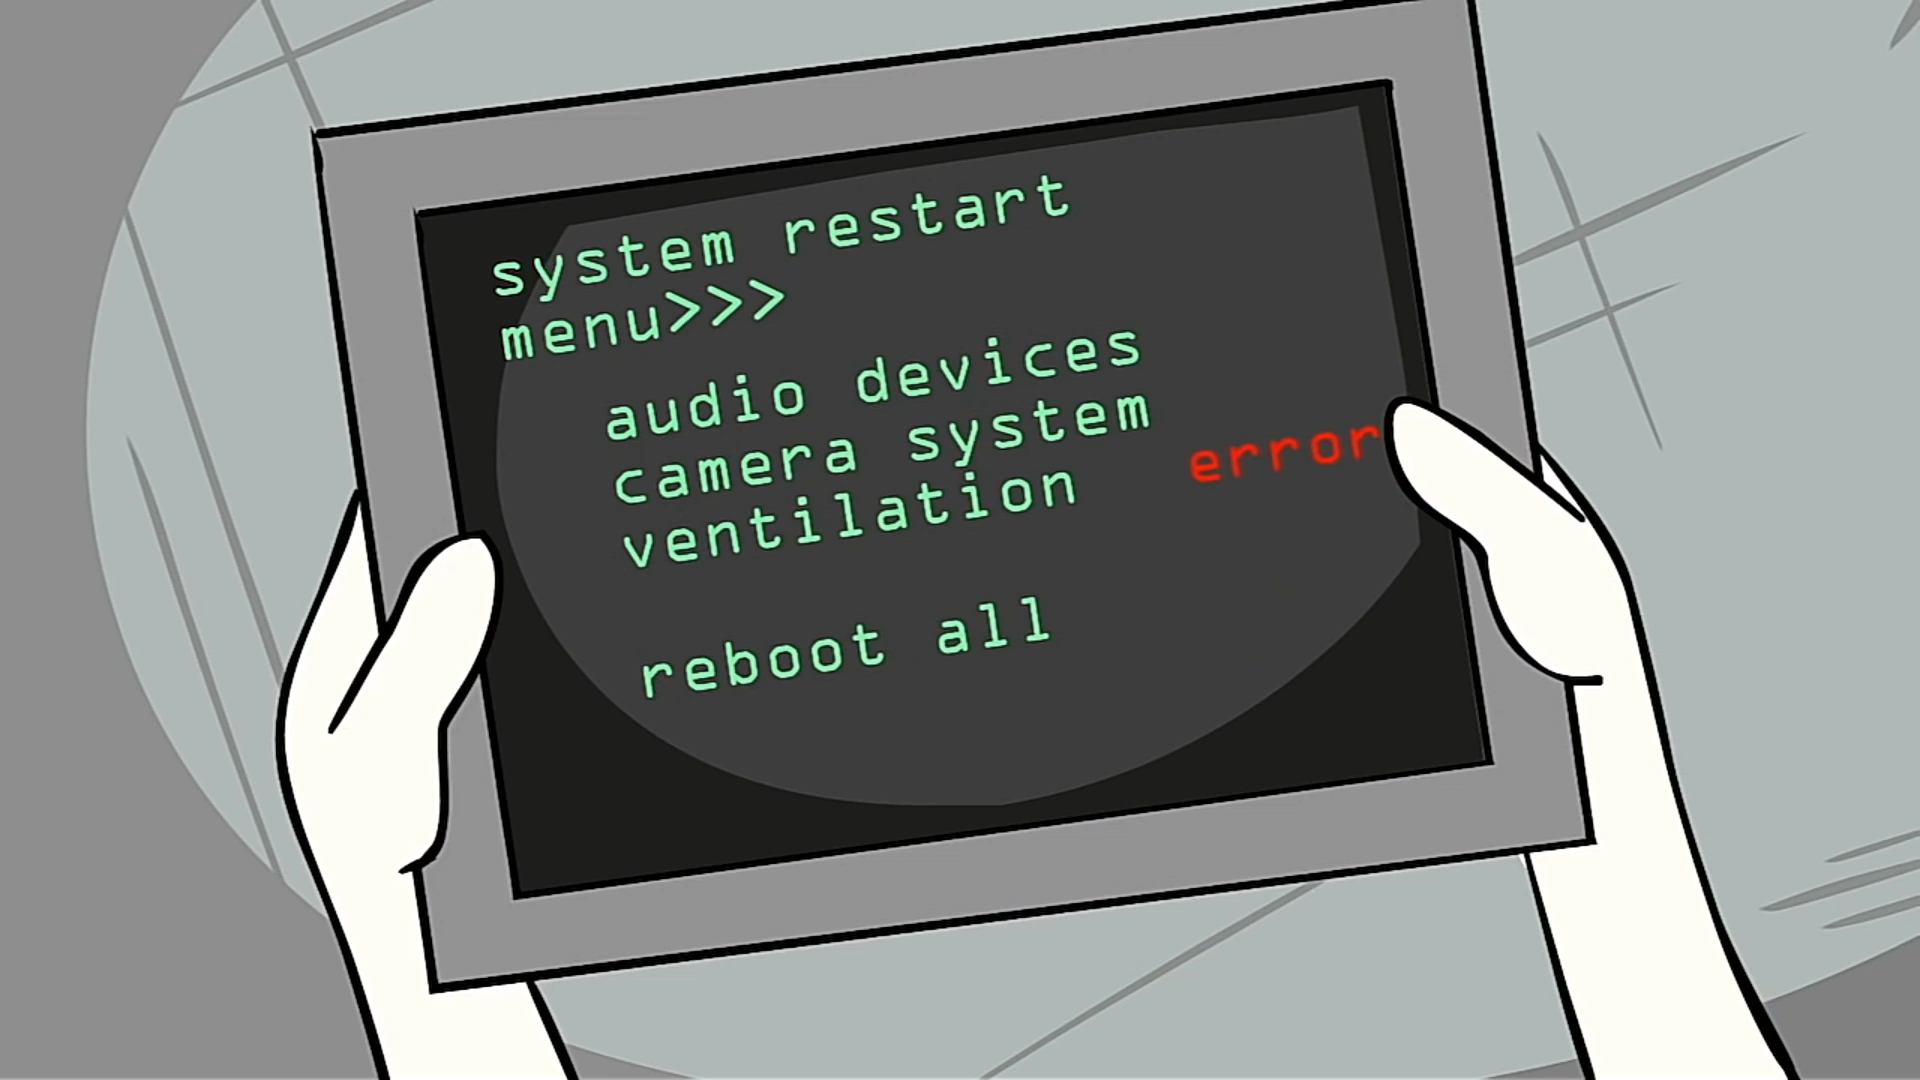 system restart
menu>>>
audio devices
camera system error
ventilation
reboot all